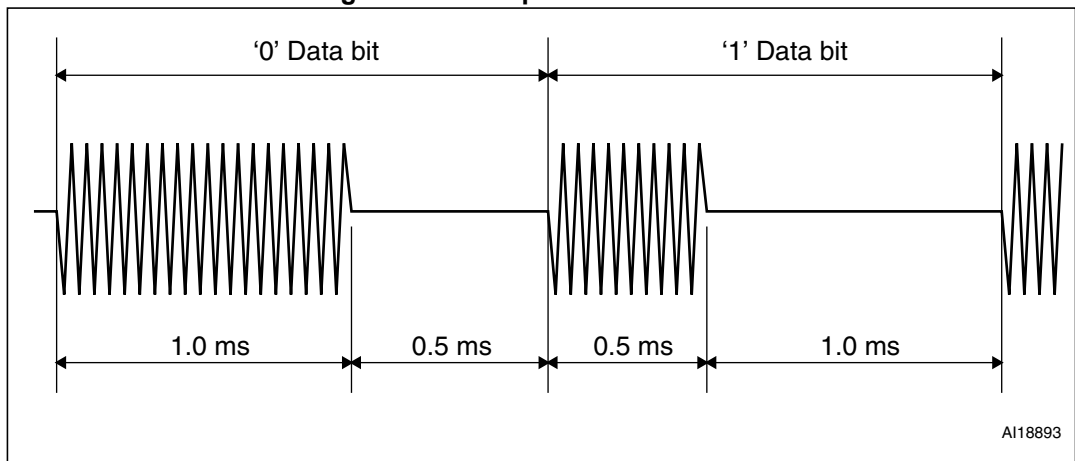 ‘0’ Data bit ‘1’ Data bit
1.0 ms 0.5 ms 0.5 ms 1.0 ms
AI18893